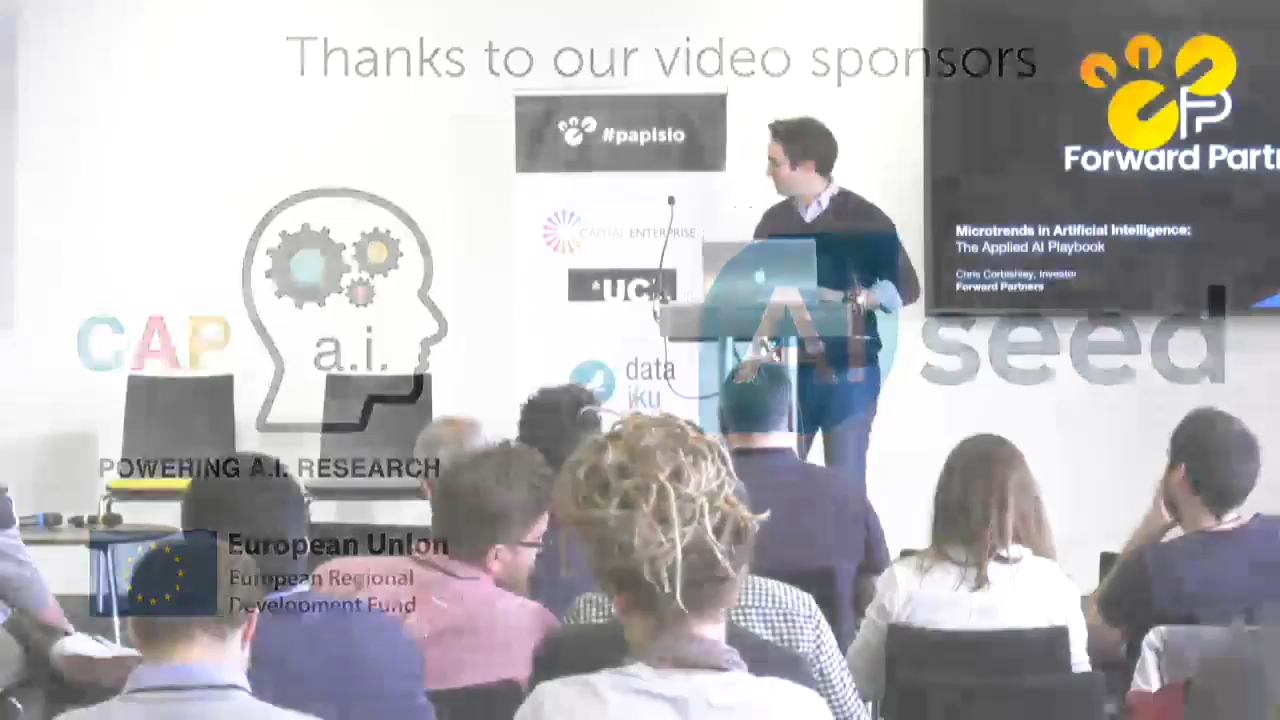 Thanks to our video sponsors
#papisio
P
Forward Part
CAPITAL ENTERPRISE
Microtrends in Artificial Intelligence:
The Applied AI Playbook
Chris Corbishley, Investor
Forward Partners
UCL
CAP
a.i.
AI seed
data
iku
POWERING A.I. RESEARCH
European Union
European Regional
Development Fund